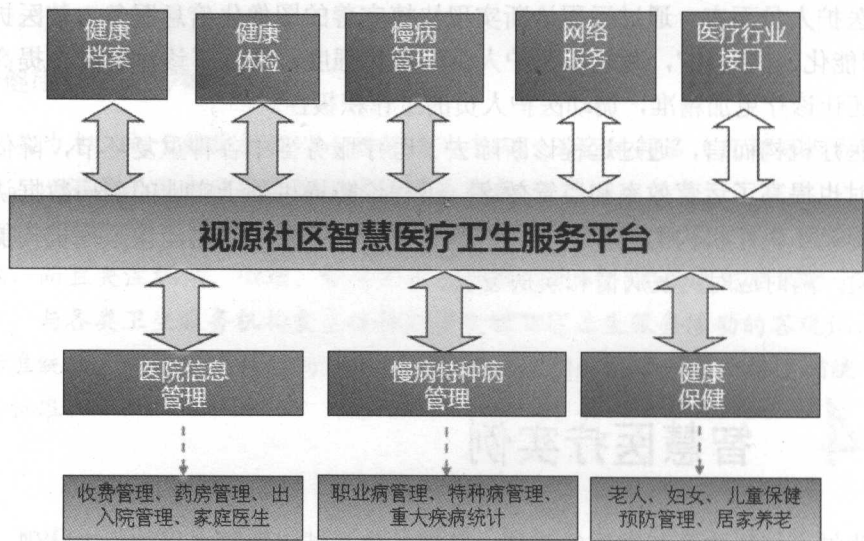 健康
档案
健康
体检
慢病
管理
网络
服务
医疗行业
接口
视源社区智慧医疗卫生服务平台
医院信息
管理
慢病特种病
管理
健康
保健
收费管理、药房管理、出
入院管理、家庭医生
职业病管理、特种病管理、
重大疾病统计
老人、妇女、儿童保健
预防管理、居家养老